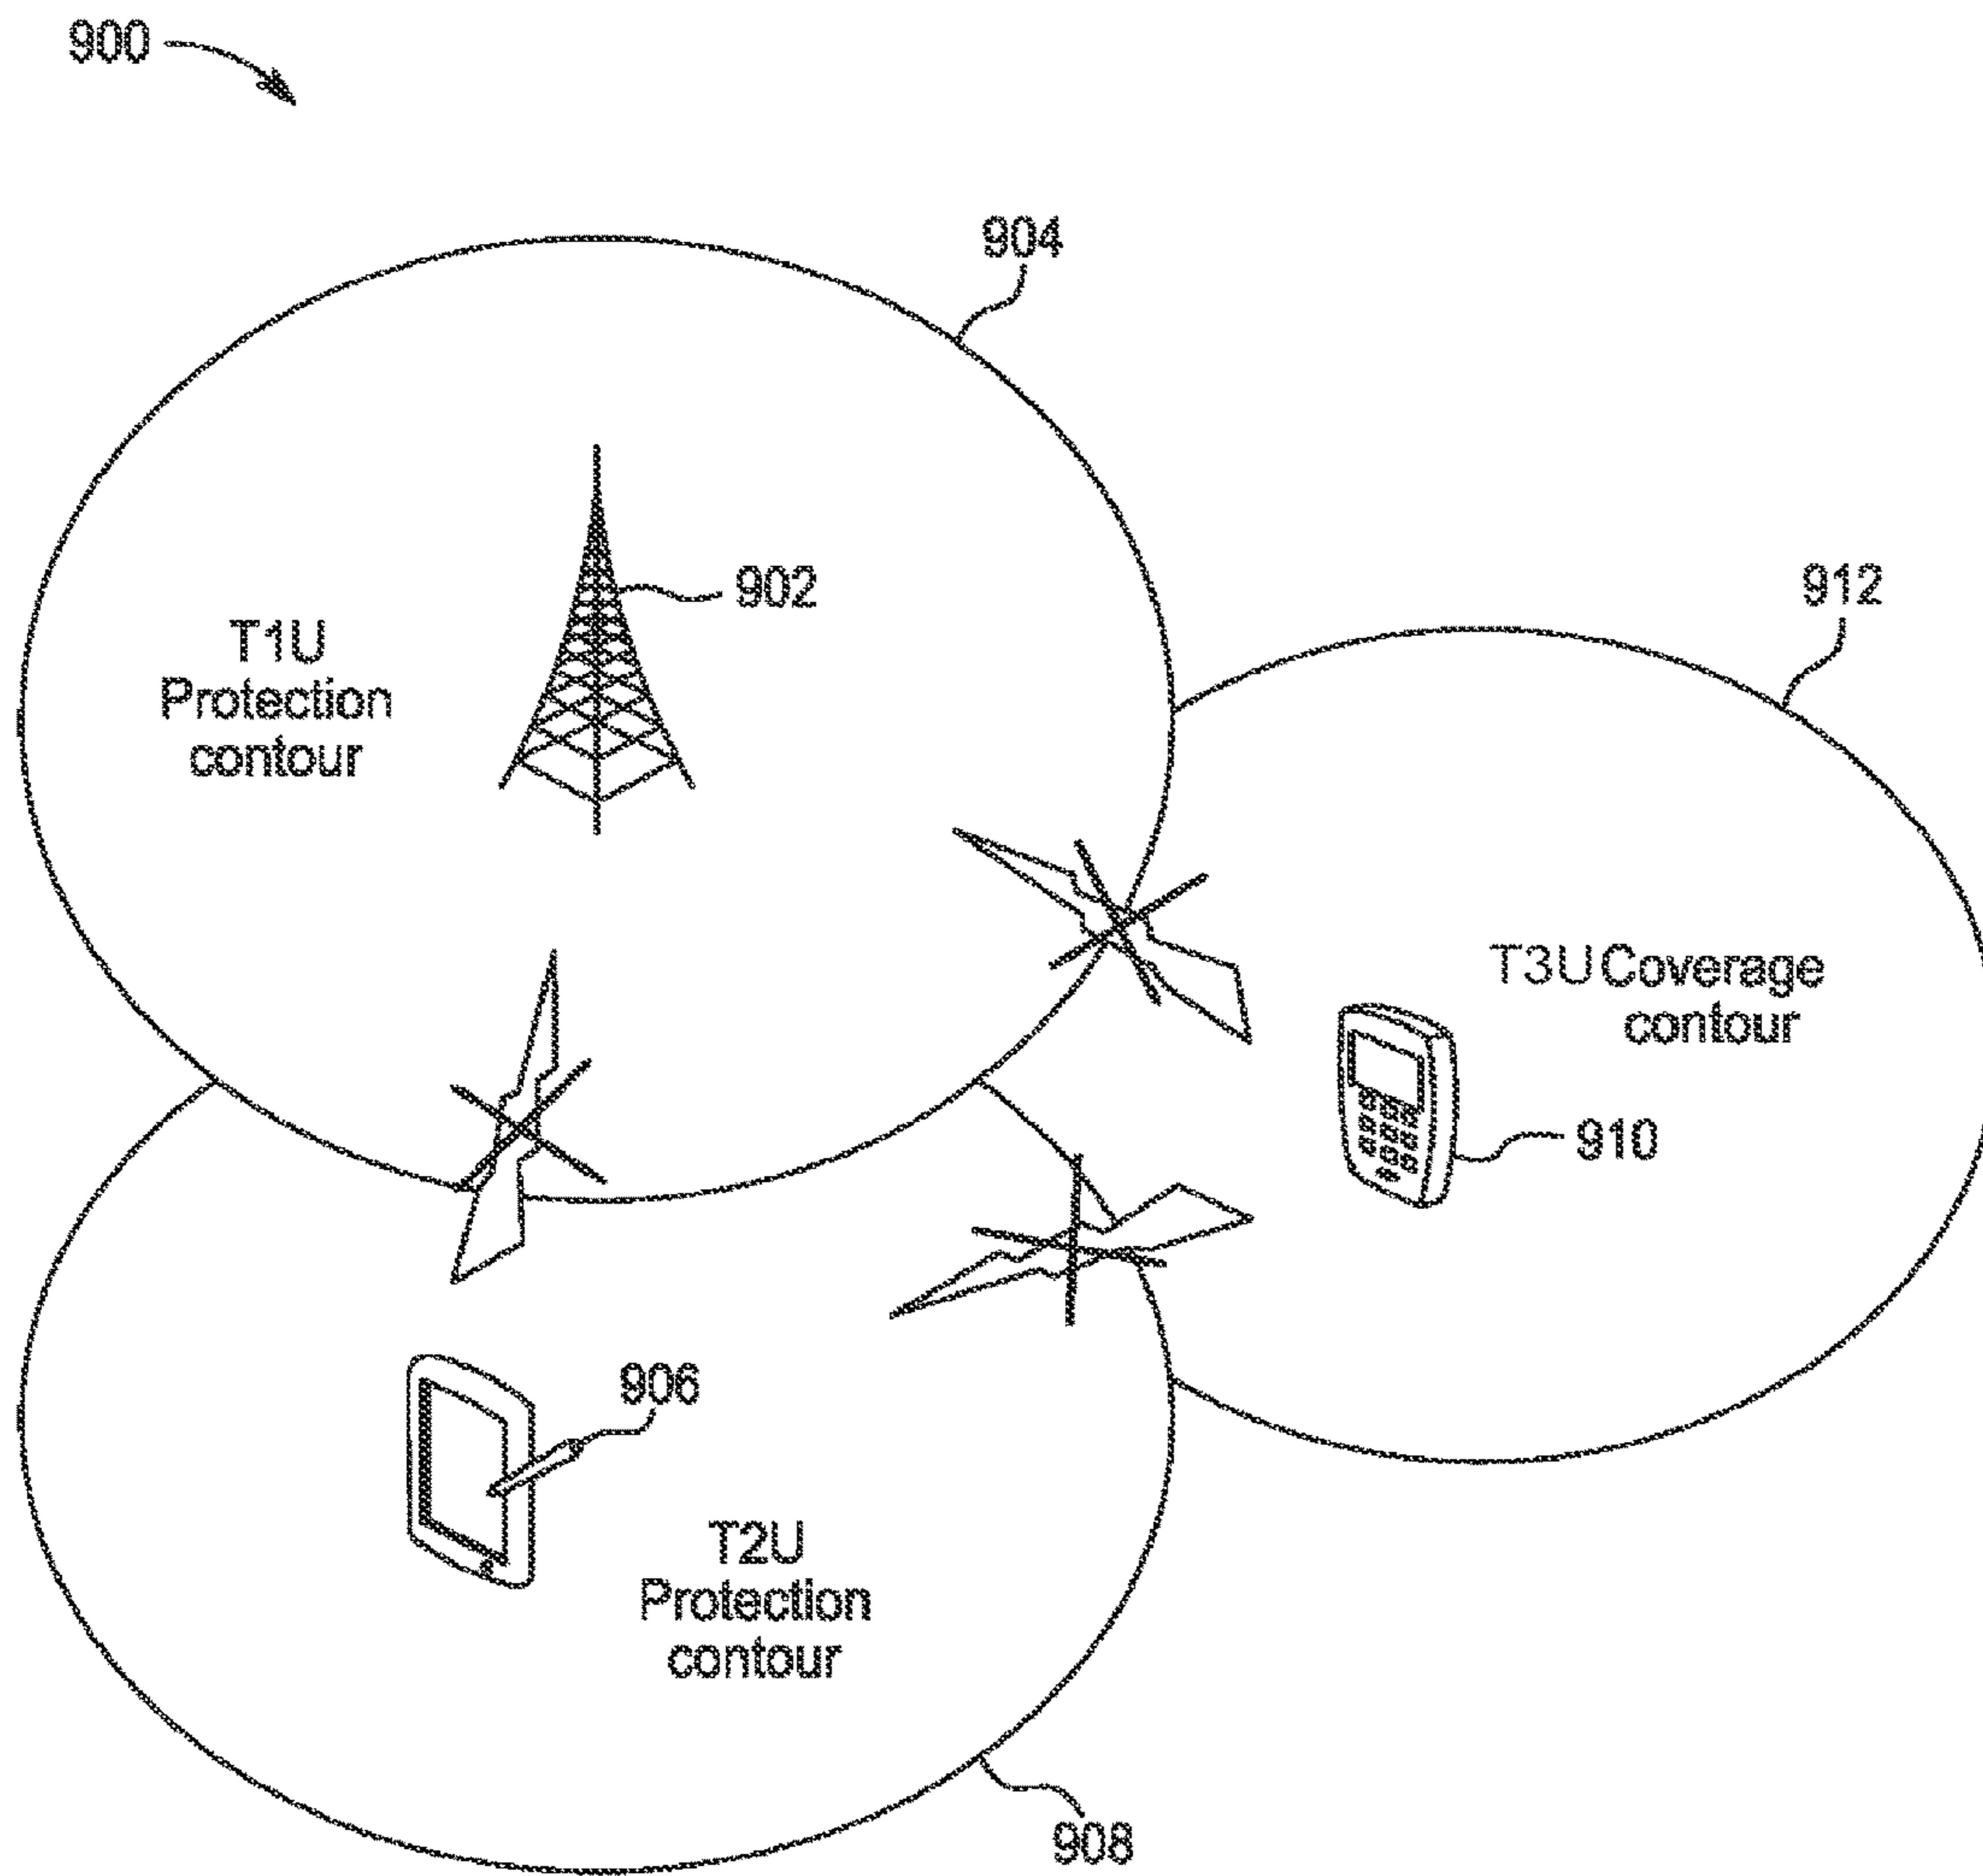 900
904
902
912
T1U
Protection
contour
T3U Coverage
contour
910
906
T2U
Protection
contour
908